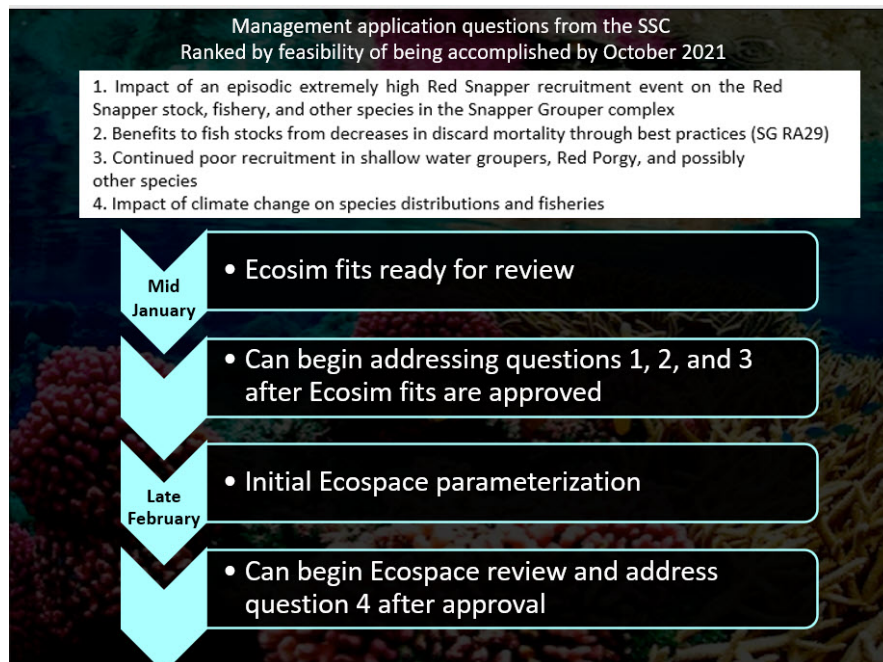 Management application questions from the SSC
Ranked by feasibility of being accomplished by October 2021
1. Impact of an episodic extremely high Red Snapper recruitment event on the Red
Snapper stock, fishery, and other species in the Snapper Grouper complex
2. Benefits to fish stocks from decreases in discard mortality through best practices (SG RA29)
3. Continued poor recruitment in shallow water groupers, Red Porgy, and possibly
other species
4. Impact of climate change on species distributions and fisheries
Mid
January
• Ecosim fits ready for review
• Can begin addressing questions 1, 2, and 3
after Ecosim fits are approved
Late
February
• Initial Ecospace parameterization
• Can begin Ecospace review and address
question 4 after approval